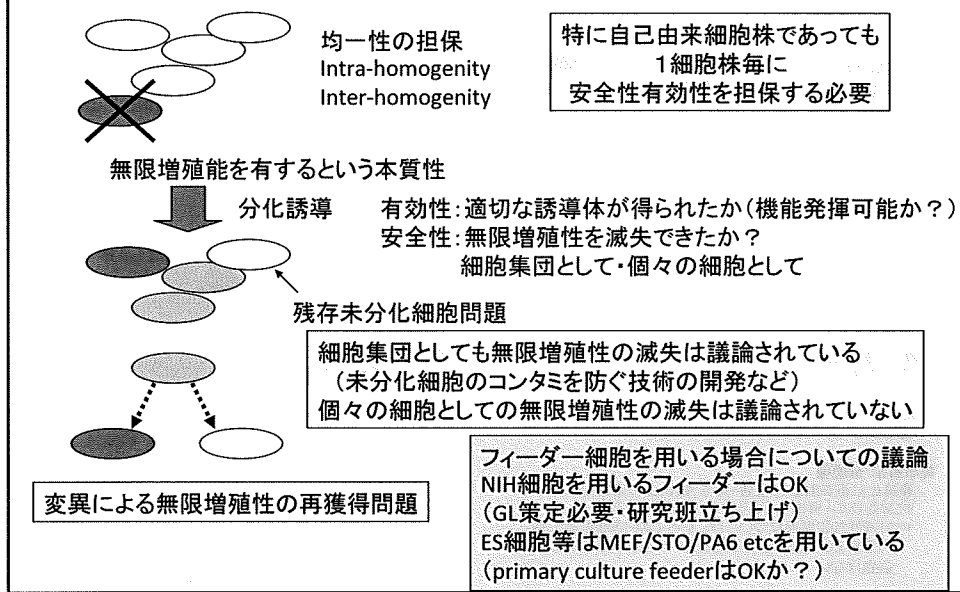 均一性の担保
Intra-homogenity
Inter-homogenity
特に自己由来細胞株であっても
1細胞株毎に
安全性有効性を担保する必要
無限増殖能を有するという本質性
分化誘導
有効性:適切な誘導体が得られたか(機能発揮可能か?)
安全性:無限増殖性を滅失できたか?
細胞集団として・個々の細胞として
残存未分化細胞問題
細胞集団としても無限増殖性の滅失は議論されている
(未分化細胞のコンタミを防ぐ技術の開発など)
個々の細胞としての無限増殖性の滅失は議論されていない
変異による無限増殖性の再獲得問題
フィーダー細胞を用いる場合についての議論
NIH細胞を用いるフィーダーはOK
(GL策定必要・研究班立ち上げ)
ES細胞等はMEF/STO/PA6 etcを用いている
(primary culture feederはOKか?)